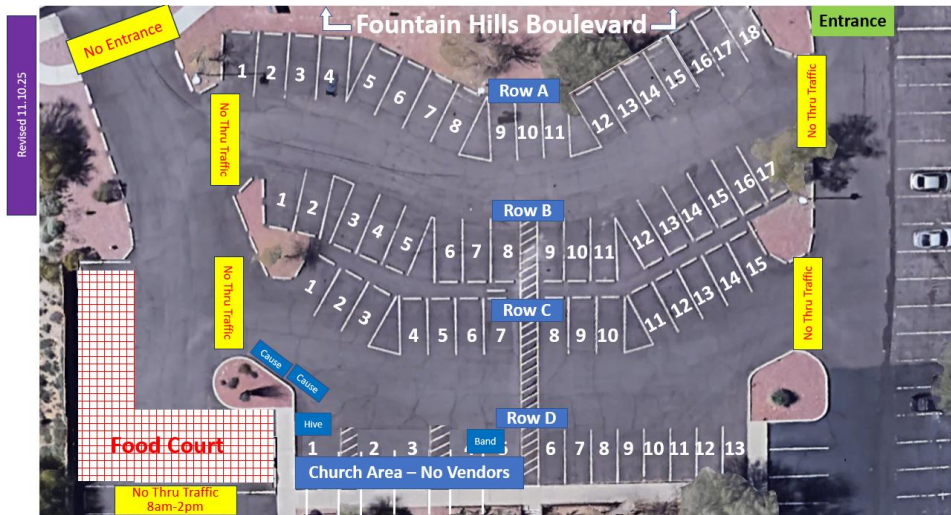 Revised 11.10.25
No Entrance
Fountain Hills Boulevard
Entrance
1 2 3 4 5 6 7 8 9 10 11 12 13 14 15 16 17 18
Row A
No Thru Traffic
No Thru Traffic
Row B
1 2 3 4 5 6 7 8 9 10 11 12 13 14 15 16 17
No Thru Traffic
No Thru Traffic
1 2 3 4 5 6 7 8 9 10 11 12 13 14 15
Row C
Cause
Cause
Row D
Hive
Band
1 2 3 4 5 6 7 8 9 10 11 12 13
Food Court
Church Area – No Vendors
No Thru Traffic
8am-2pm